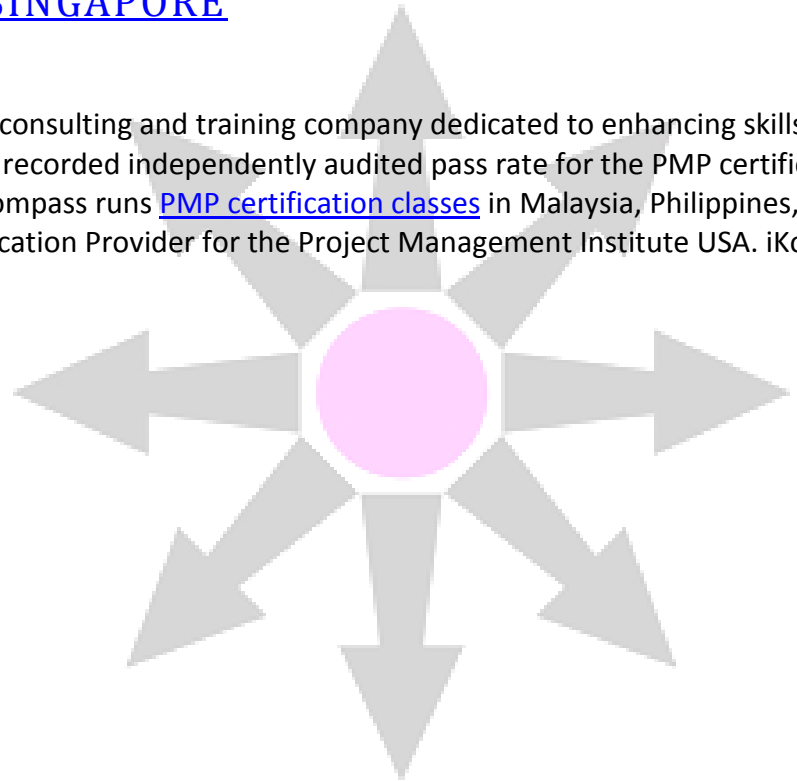 SINGAPORE
consulting and training company dedicated to enhancing skills
recorded independently audited pass rate for the PMP certific
ompass runs PMP certification classes in Malaysia, Philippines,
cation Provider for the Project Management Institute USA. iKo